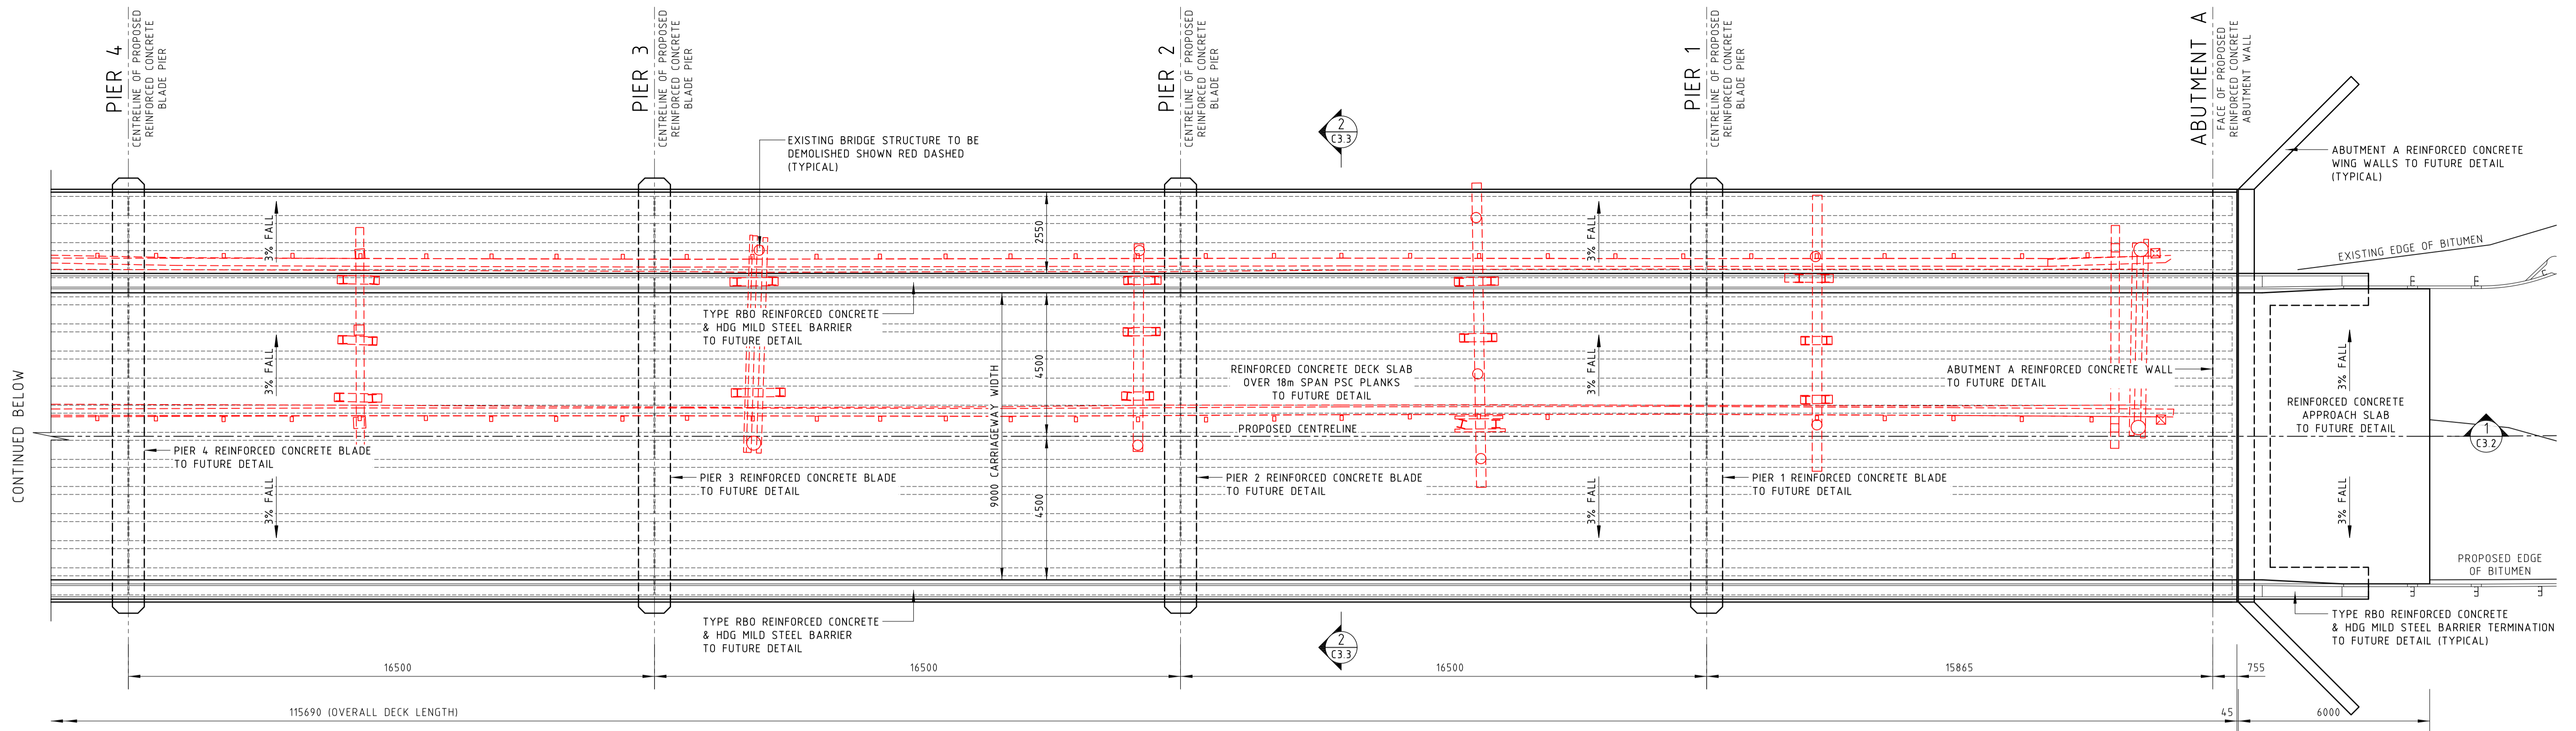 PIER 4
CENTRELINE OF PROPOSED
REINFORCED CONCRETE
BLADE PIER
PIER 3
CENTRELINE OF PROPOSED
REINFORCED CONCRETE
BLADE PIER
PIER 2
CENTRELINE OF PROPOSED
REINFORCED CONCRETE
BLADE PIER
PIER 1
CENTRELINE OF PROPOSED
REINFORCED CONCRETE
BLADE PIER
ABUTMENT A
FACE OF PROPOSED
REINFORCED CONCRETE
ABUTMENT WALL
EXISTING BRIDGE STRUCTURE TO BE
DEMOLISHED SHOWN RED DASHED
(TYPICAL)
2
C3.3
ABUTMENT A REINFORCED CONCRETE
WING WALLS TO FUTURE DETAIL
(TYPICAL)
3% FALL
2550
3% FALL
EXISTING EDGE OF BITUMEN
E
E
E
TYPE RBO REINFORCED CONCRETE
& HDG MILD STEEL BARRIER
TO FUTURE DETAIL
3% FALL
4500
3% FALL
3% FALL
REINFORCED CONCRETE DECK SLAB
OVER 18m SPAN PSC PLANKS
TO FUTURE DETAIL
ABUTMENT A REINFORCED CONCRETE WALL
TO FUTURE DETAIL
REINFORCED CONCRETE
APPROACH SLAB
TO FUTURE DETAIL
CONTINUED BELOW
9000 CARRIAGEWAY WIDTH
PROPOSED CENTRELINE
1
C3.2
PIER 4 REINFORCED CONCRETE BLADE
TO FUTURE DETAIL
PIER 3 REINFORCED CONCRETE BLADE
TO FUTURE DETAIL
PIER 2 REINFORCED CONCRETE BLADE
TO FUTURE DETAIL
PIER 1 REINFORCED CONCRETE BLADE
TO FUTURE DETAIL
3% FALL
4500
3% FALL
3% FALL
PROPOSED EDGE
OF BITUMEN
E
E
E
TYPE RBO REINFORCED CONCRETE
& HDG MILD STEEL BARRIER
TO FUTURE DETAIL
2
C3.3
TYPE RBO REINFORCED CONCRETE
& HDG MILD STEEL BARRIER TERMINATION
TO FUTURE DETAIL (TYPICAL)
16500
16500
16500
15865
755
115690 (OVERALL DECK LENGTH)
45
6000